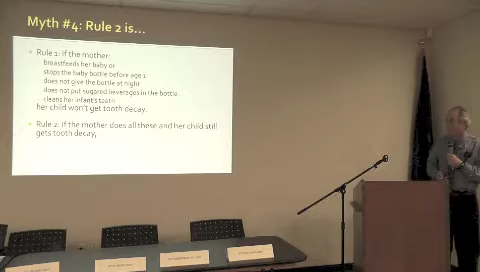 Myth #4: Rule 2 is...
Rule 1: If the mother:
breastfeeds her baby or
stops the baby bottle before age 1
does not give the bottle at night
does not put sugared beverages in the bottle
cleans her infant's teeth
her child won't get tooth decay.
Rule 2: If the mother does all these and her child still
gets tooth decay,